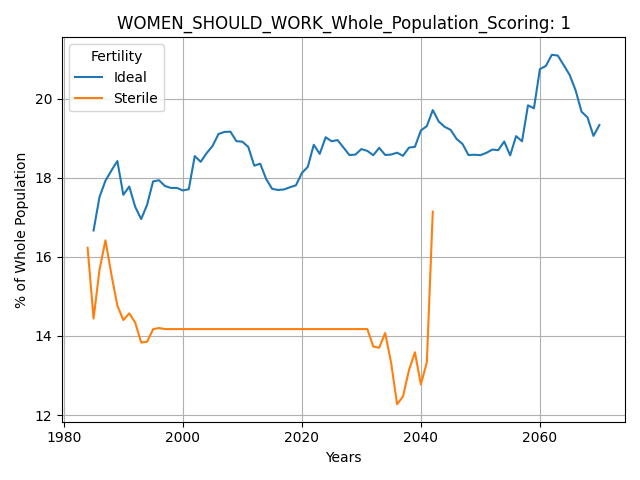 WOMEN_SHOULD_WORK_Whole_Population_Scoring: 1
Fertility
Ideal
Sterile
% of Whole Population
20
18
16
14
12
1980
2000
2020
2040
2060
Years